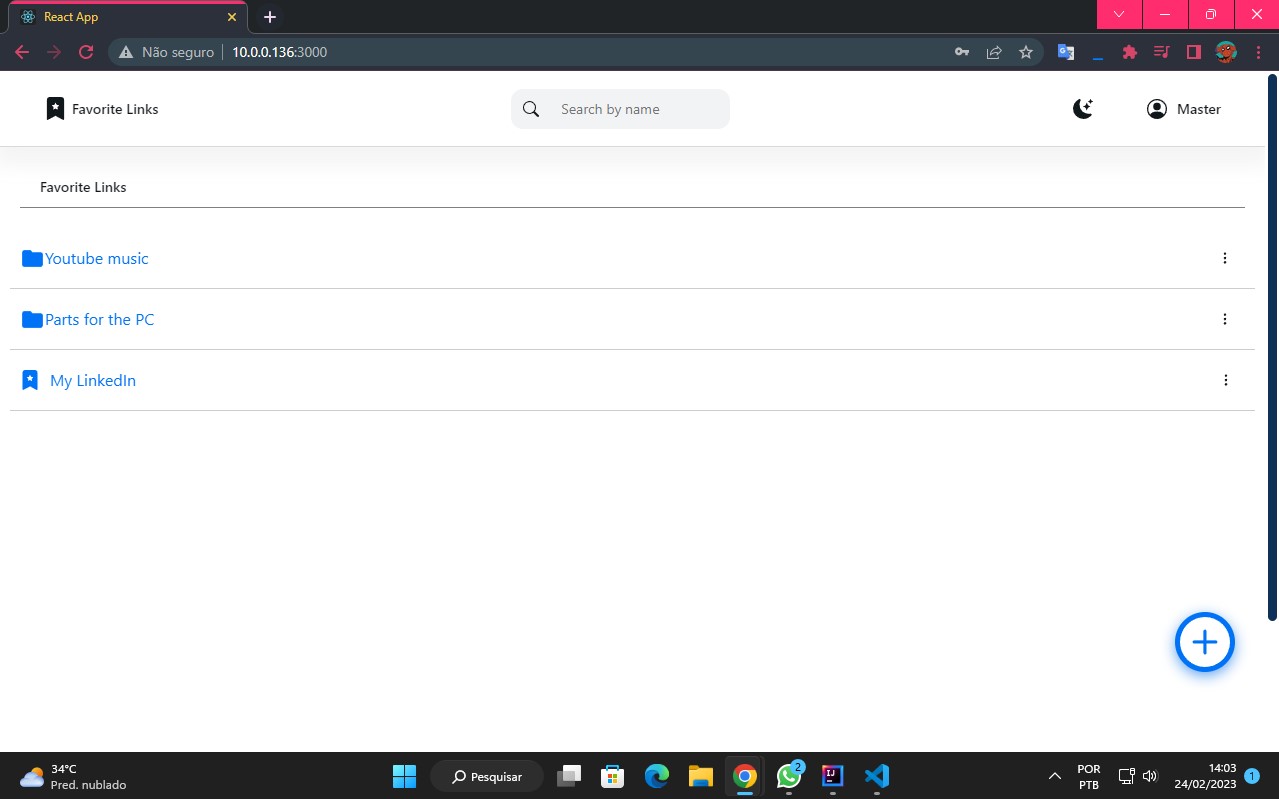 React App
Não seguro 10.0.0.136:3000
Favorite Links
Search by name
Master
Favorite Links
Youtube music
Parts for the PC
My LinkedIn
34°C
Pred. nublado
Pesquisar
2
POR
PTB
14:03
24/02/2023
1